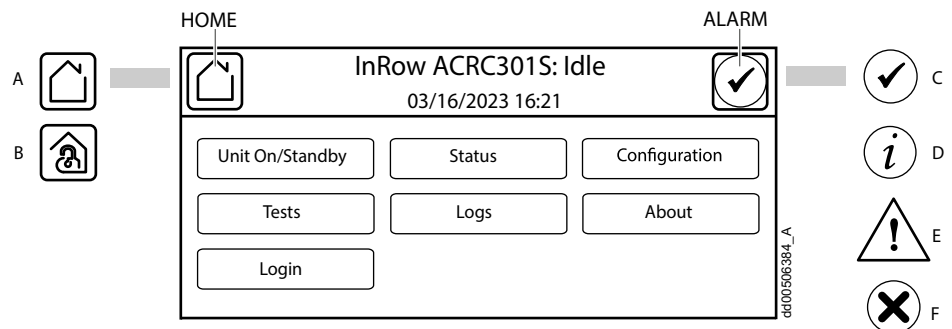 HOME
ALARM
A
InRow ACRC301S: Idle
03/16/2023 16:21
C
B
Unit On/Standby
Status
Configuration
D
Tests
Logs
About
E
Login
F
dd00506384_A